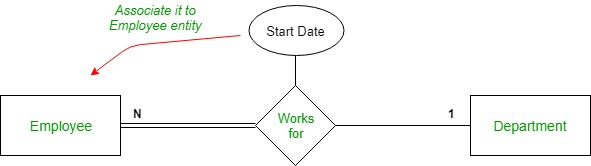 Associate it to
Employee entity
Start Date
Employee
N
Works
for
1
Department